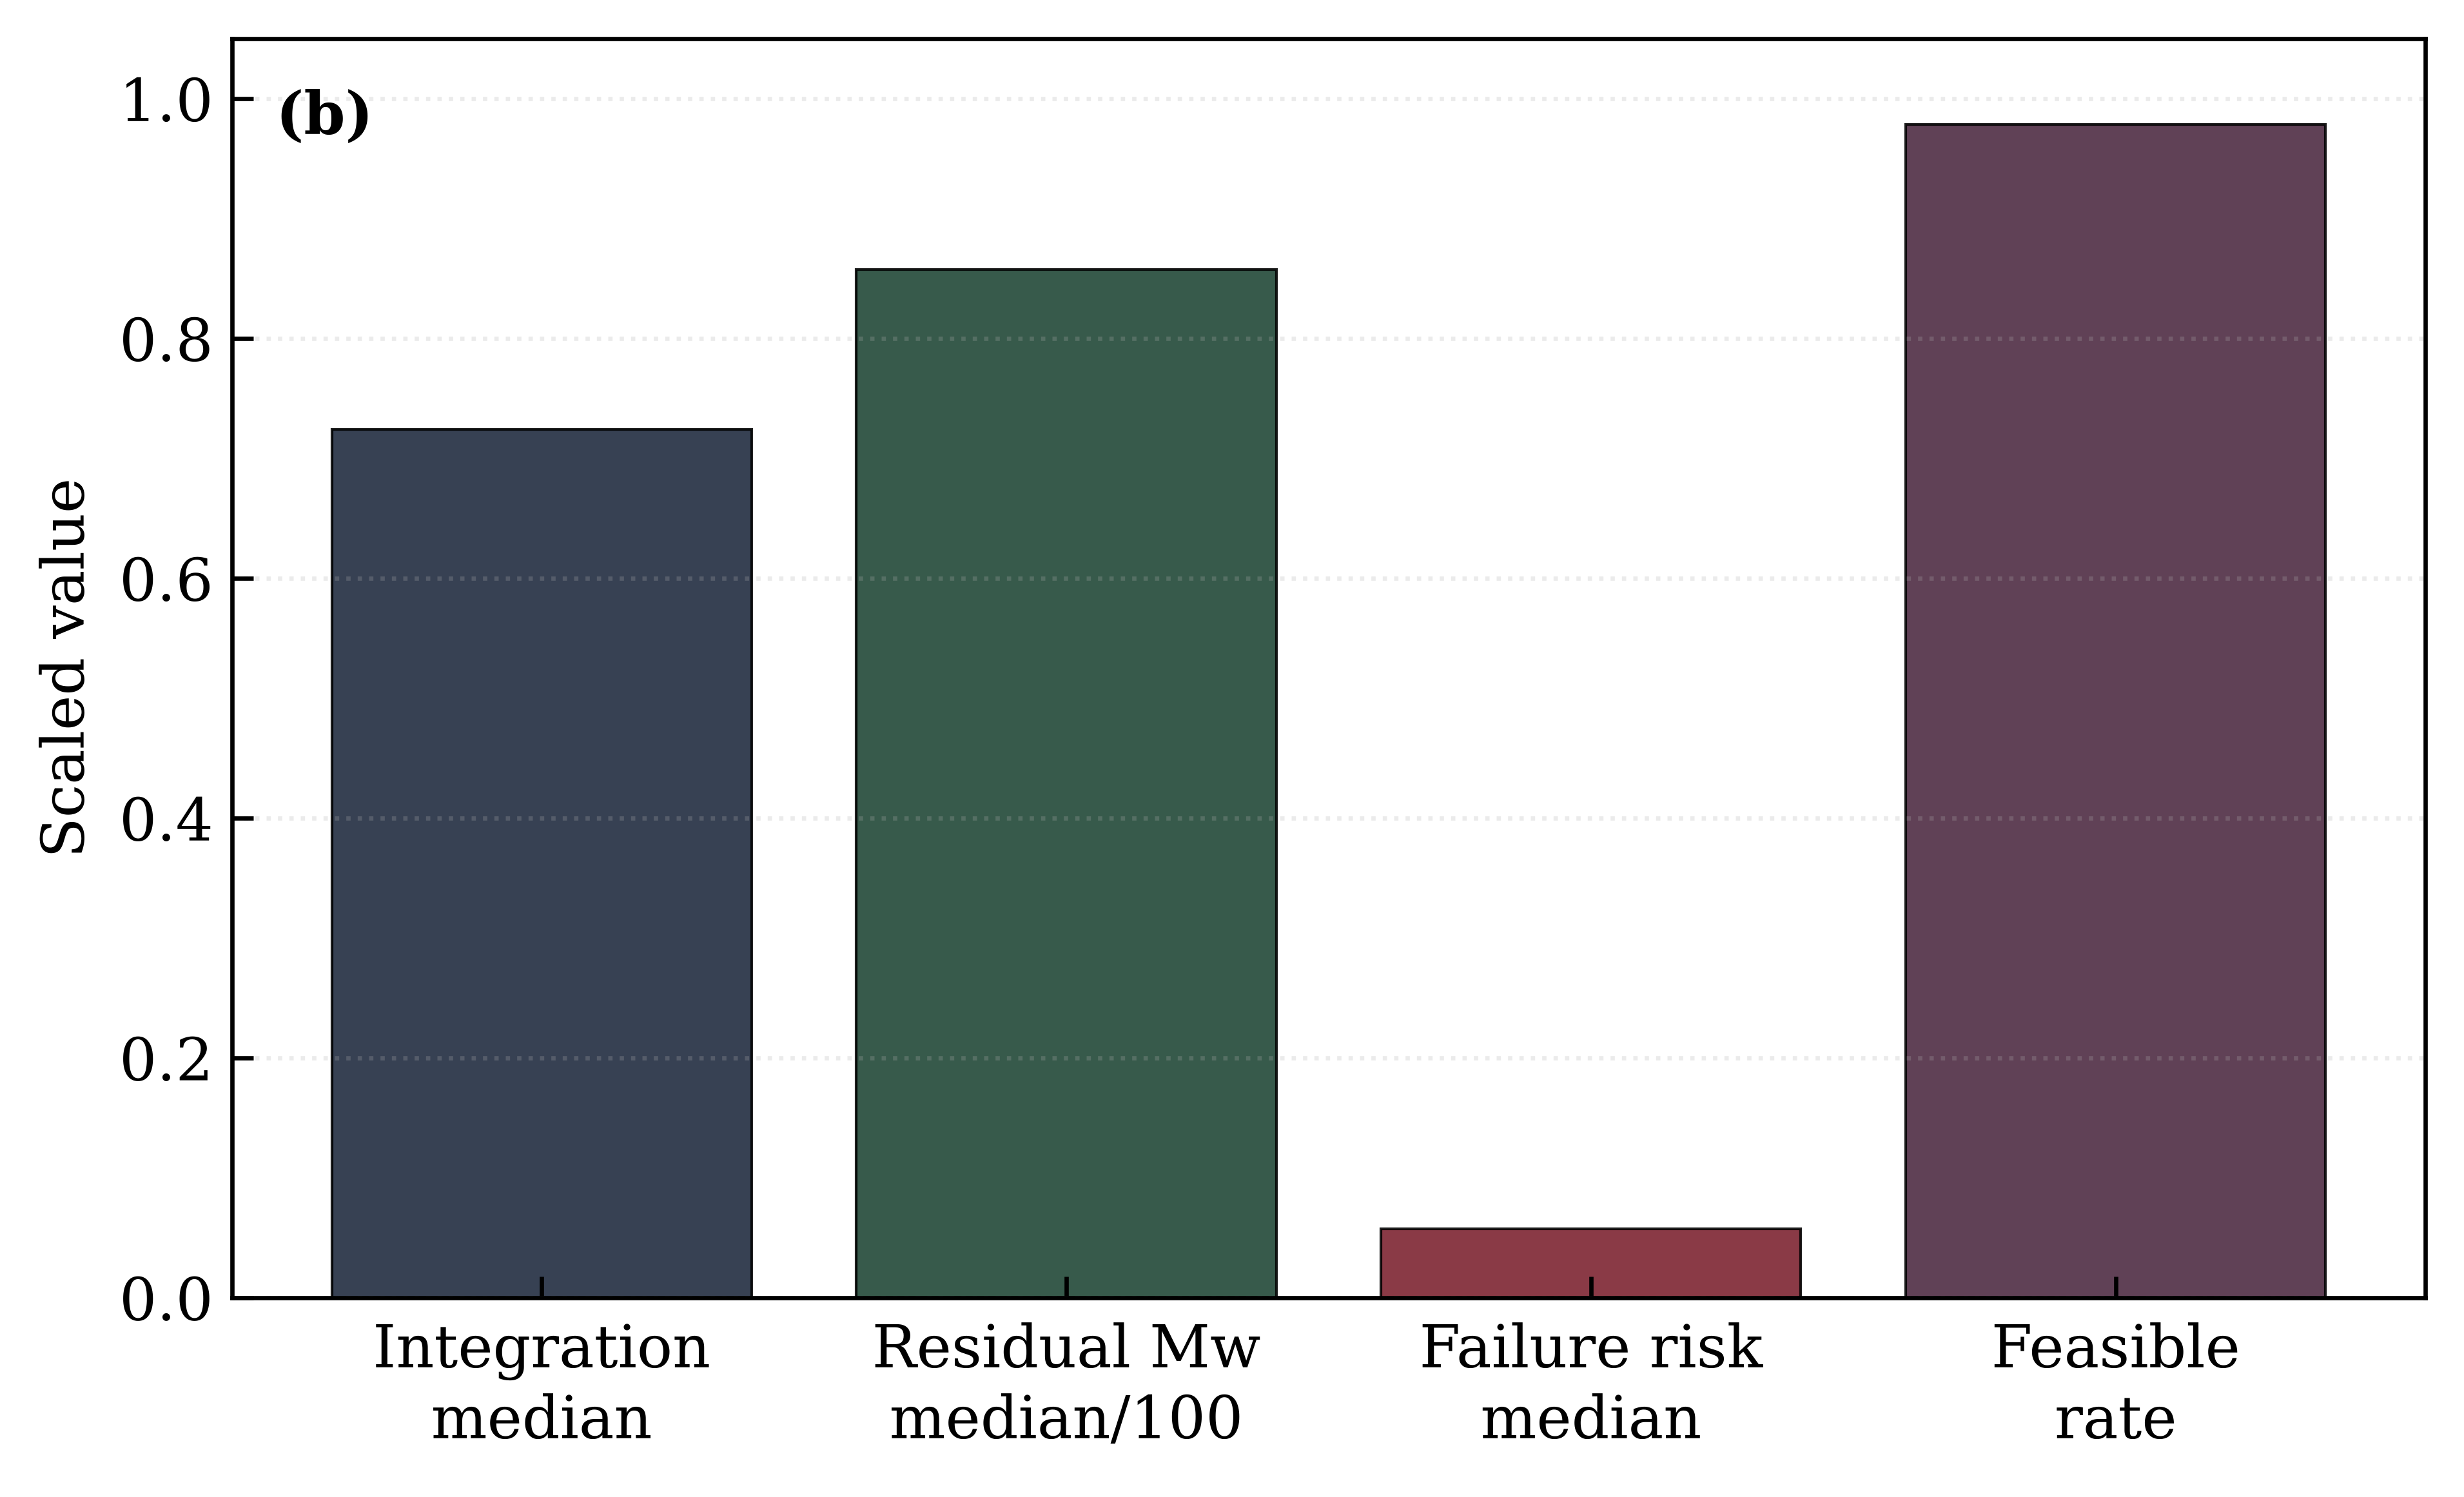 (b)
Scaled value
1.0
0.8
0.6
0.4
0.2
0.0
Integration
median
Residual Mw
median/100
Failure risk
median
Feasible
rate